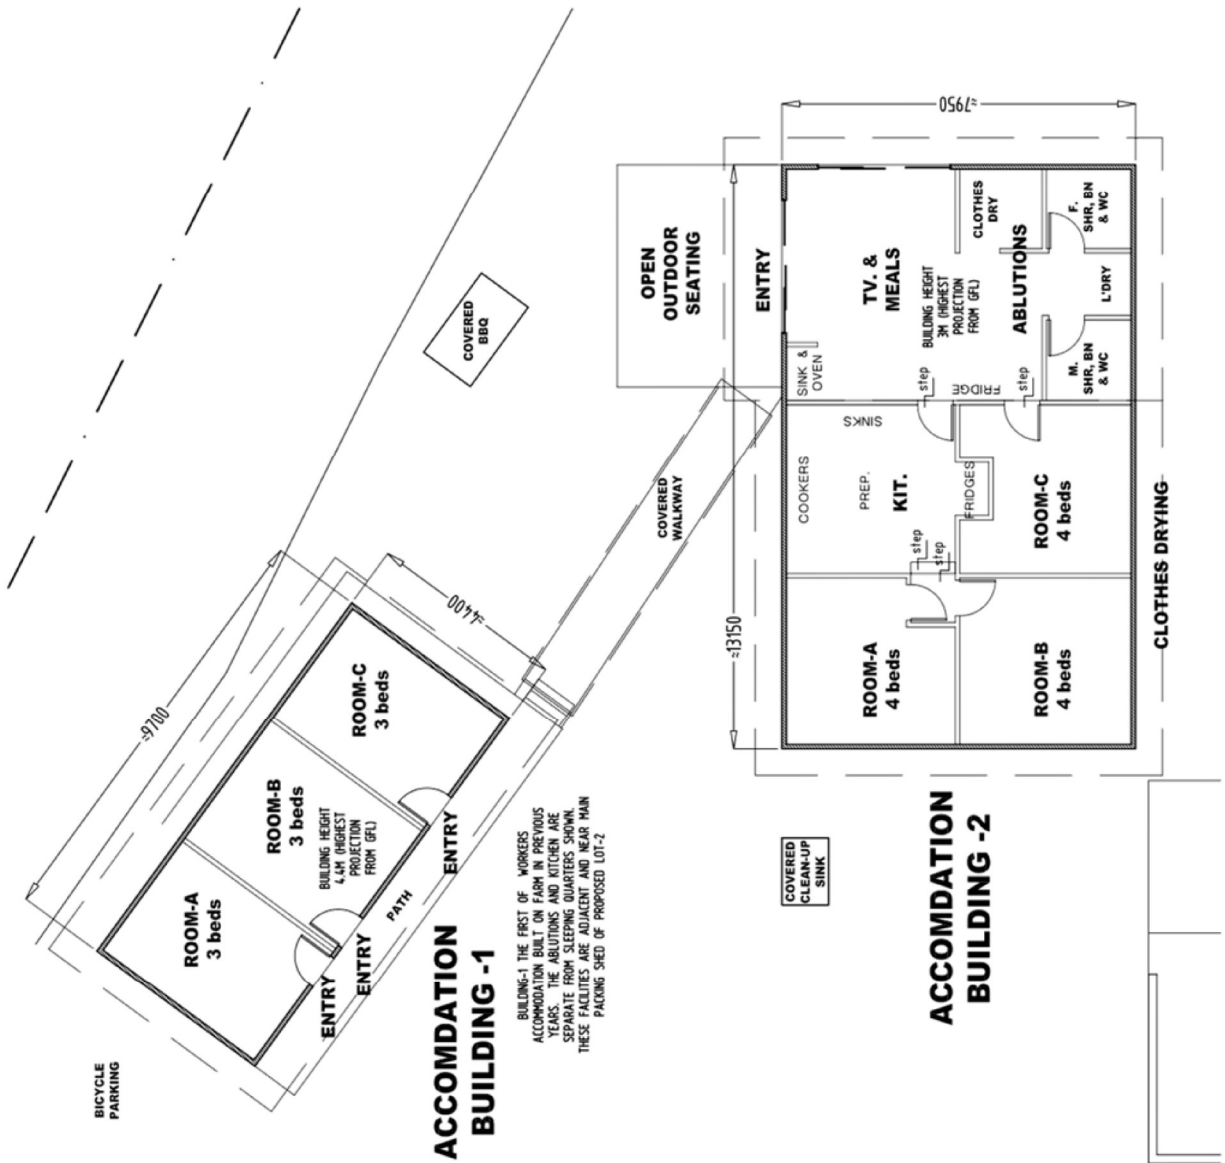 ≈7950
OPEN
OUTDOOR
SEATING
ENTRY
TV. &
MEALS
CLOTHES
DRY
F.
SHR, BN
& WC
BUILDING HEIGHT
3M (HIGHEST
PROJECTION
FROM GFL)
ABLUTIONS
L'DRY
M.
SHR, BN
& WC
SINK &
OVEN
step
FRIDGE
step
COVERED
BBQ
COVERED
WALKWAY
SINKS
COOKERS
PREP.
KIT.
FRIDGES
step
step
ROOM-C
4 beds
CLOTHES DRYING
≈13150
ROOM-A
4 beds
ROOM-B
4 beds
≈4400
≈9700
ROOM-C
3 beds
ROOM-B
3 beds
BUILDING HEIGHT
4.4M (HIGHEST
PROJECTION
FROM GFL)
ROOM-A
3 beds
ENTRY
PATH
ENTRY
ENTRY
BICYCLE
PARKING
ACCOMDATION
BUILDING -1
BUILDING-1 THE FIRST OF WORKERS
ACCOMMODATION BUILT ON FARM IN PREVIOUS
YEARS. THE ABLUTIONS AND KITCHEN ARE
SEPARATE FROM SLEEPING QUARTERS SHOWN.
THESE FACILITIES ARE ADJACENT AND NEAR MAIN
PACKING SHED OF PROPOSED LOT-2
COVERED
CLEAN-UP
SINK
ACCOMDATION
BUILDING -2